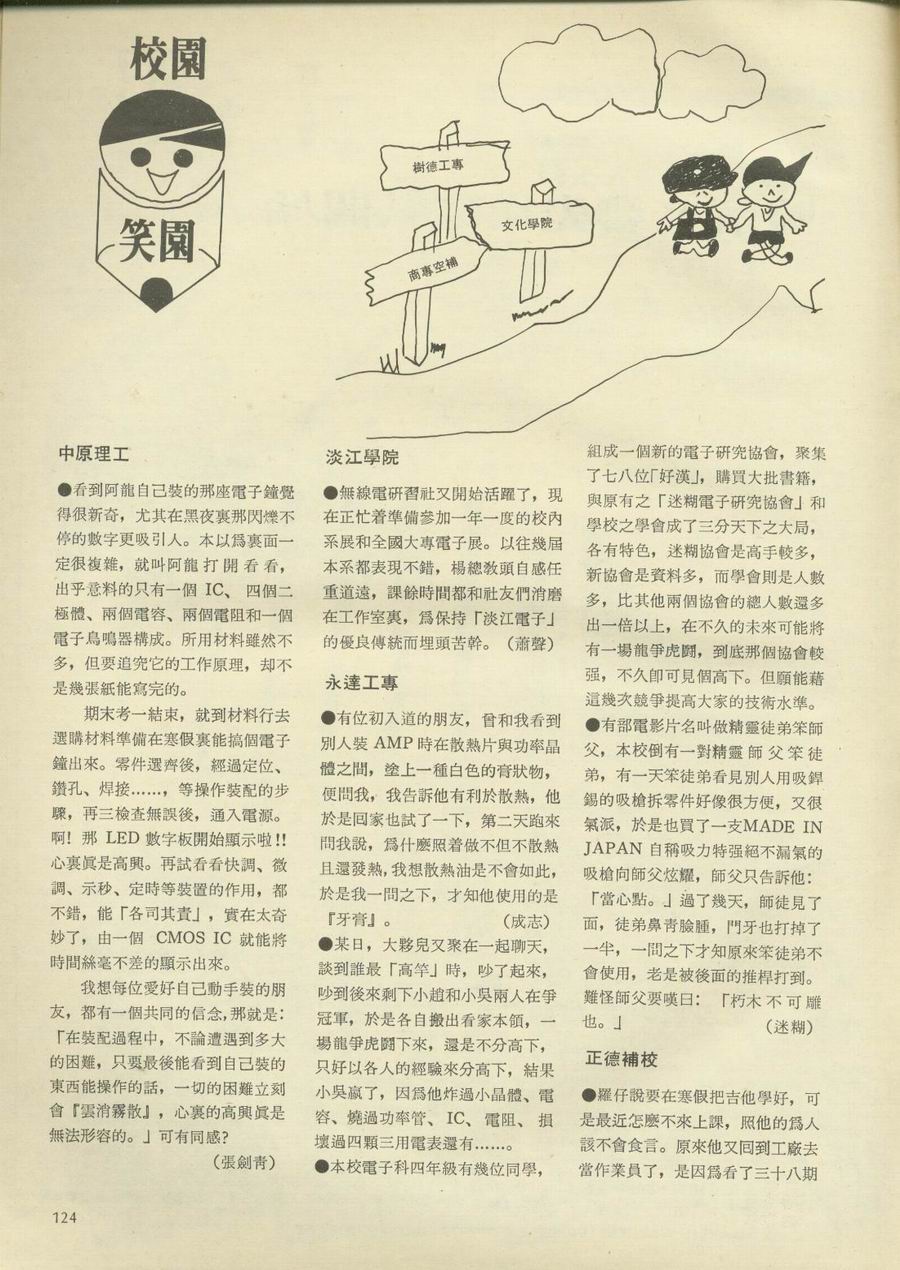 校園
笑園
樹德工專
文化學院
商專空補
中原理工
●看到阿龍自己裝的那座電子鐘覺
得很新奇，尤其在黑夜裏那閃爍不
停的數字更吸引人。本以爲裏面一
定很複雜，就叫阿龍打開看看，
出乎意料的只有一個 IC、四個二
極體、兩個電容、兩個電阻和一個
電子鳥鳴器構成。所用材料雖然不
多，但要追究它的工作原理，却不
是幾張紙能寫完的。
期末考一結束，就到材料行去
選購材料準備在寒假裏能搞個電子
鐘出來。零件選齊後，經過定位、
鑽孔、焊接……，等操作裝配的步
驟，再三檢查無誤後，通入電源。
啊！那 LED 數字板開始顯示啦!!
心裏眞是高興。再試看看快調、微
調、示秒、定時等裝置的作用，都
不錯，能「各司其責」，實在太奇
妙了，由一個 CMOS IC 就能將
時間絲毫不差的顯示出來。
我想每位愛好自己動手裝的朋
友，都有一個共同的信念，那就是：
「在裝配過程中，不論遭遇到多大
的困難，只要最後能看到自己裝的
東西能操作的話，一切的困難立刻
會『雲消霧散』，心裏的高興眞是
無法形容的。」可有同感？
（張劍靑）
淡江學院
●無線電研習社又開始活躍了，現
在正忙着準備參加一年一度的校內
系展和全國大專電子展。以往幾屆
本系都表現不錯，楊總敎頭自感任
重道遠，課餘時間都和社友們消磨
在工作室裏，爲保持「淡江電子」
的優良傳統而埋頭苦幹。（蕭聲）
永達工專
●有位初入道的朋友，曾和我看到
別人裝 AMP 時在散熱片與功率晶
體之間，塗上一種白色的膏狀物，
便問我，我告訴他有利於散熱，他
於是回家也試了一下，第二天跑來
問我說，爲什麼照着做不但不散熱
且還發熱，我想散熱油是不會如此，
於是我一問之下，才知他使用的是
『牙膏』。（成志）
●某日，大夥兒又聚在一起聊天，
談到誰最「高竿」時，吵了起來，
吵到後來剩下小趙和小吳兩人在爭
冠軍，於是各自搬出看家本領，一
場龍爭虎鬪下來，還是不分高下，
只好以各人的經驗來分高下，結果
小吳贏了，因爲他炸過小晶體、電
容、燒過功率管、IC、電阻、損
壞過四顆三用電表還有……。
●本校電子科四年級有幾位同學，
組成一個新的電子硏究協會，聚集
了七八位「好漢」，購買大批書籍，
與原有之「迷糊電子硏究協會」和
學校之學會成了三分天下之大局，
各有特色，迷糊協會是高手較多，
新協會是資料多，而學會則是人數
多，比其他兩個協會的總人數還多
出一倍以上，在不久的未來可能將
有一場龍爭虎鬪，到底那個協會較
强，不久卽可見個高下。但願能藉
這幾次競爭提高大家的技術水準。
●有部電影片名叫做精靈徒弟笨師
父，本校倒有一對精靈師父笨徒
弟，有一天笨徒弟看見別人用吸銲
錫的吸槍拆零件好像很方便，又很
氣派，於是也買了一支MADE IN
JAPAN 自稱吸力特强絕不漏氣的
吸槍向師父炫耀，師父只告訴他：
「當心點。」過了幾天，師徒見了
面，徒弟鼻靑臉腫，門牙也打掉了
一半，一問之下才知原來笨徒弟不
會使用，老是被後面的推桿打到。
難怪師父要嘆曰：「朽木不可雕
也。」（迷糊）
正德補校
●羅仔說要在寒假把吉他學好，可
是最近怎麼不來上課，照他的爲人
該不會食言。原來他又回到工廠去
當作業員了，是因爲看了三十八期
124